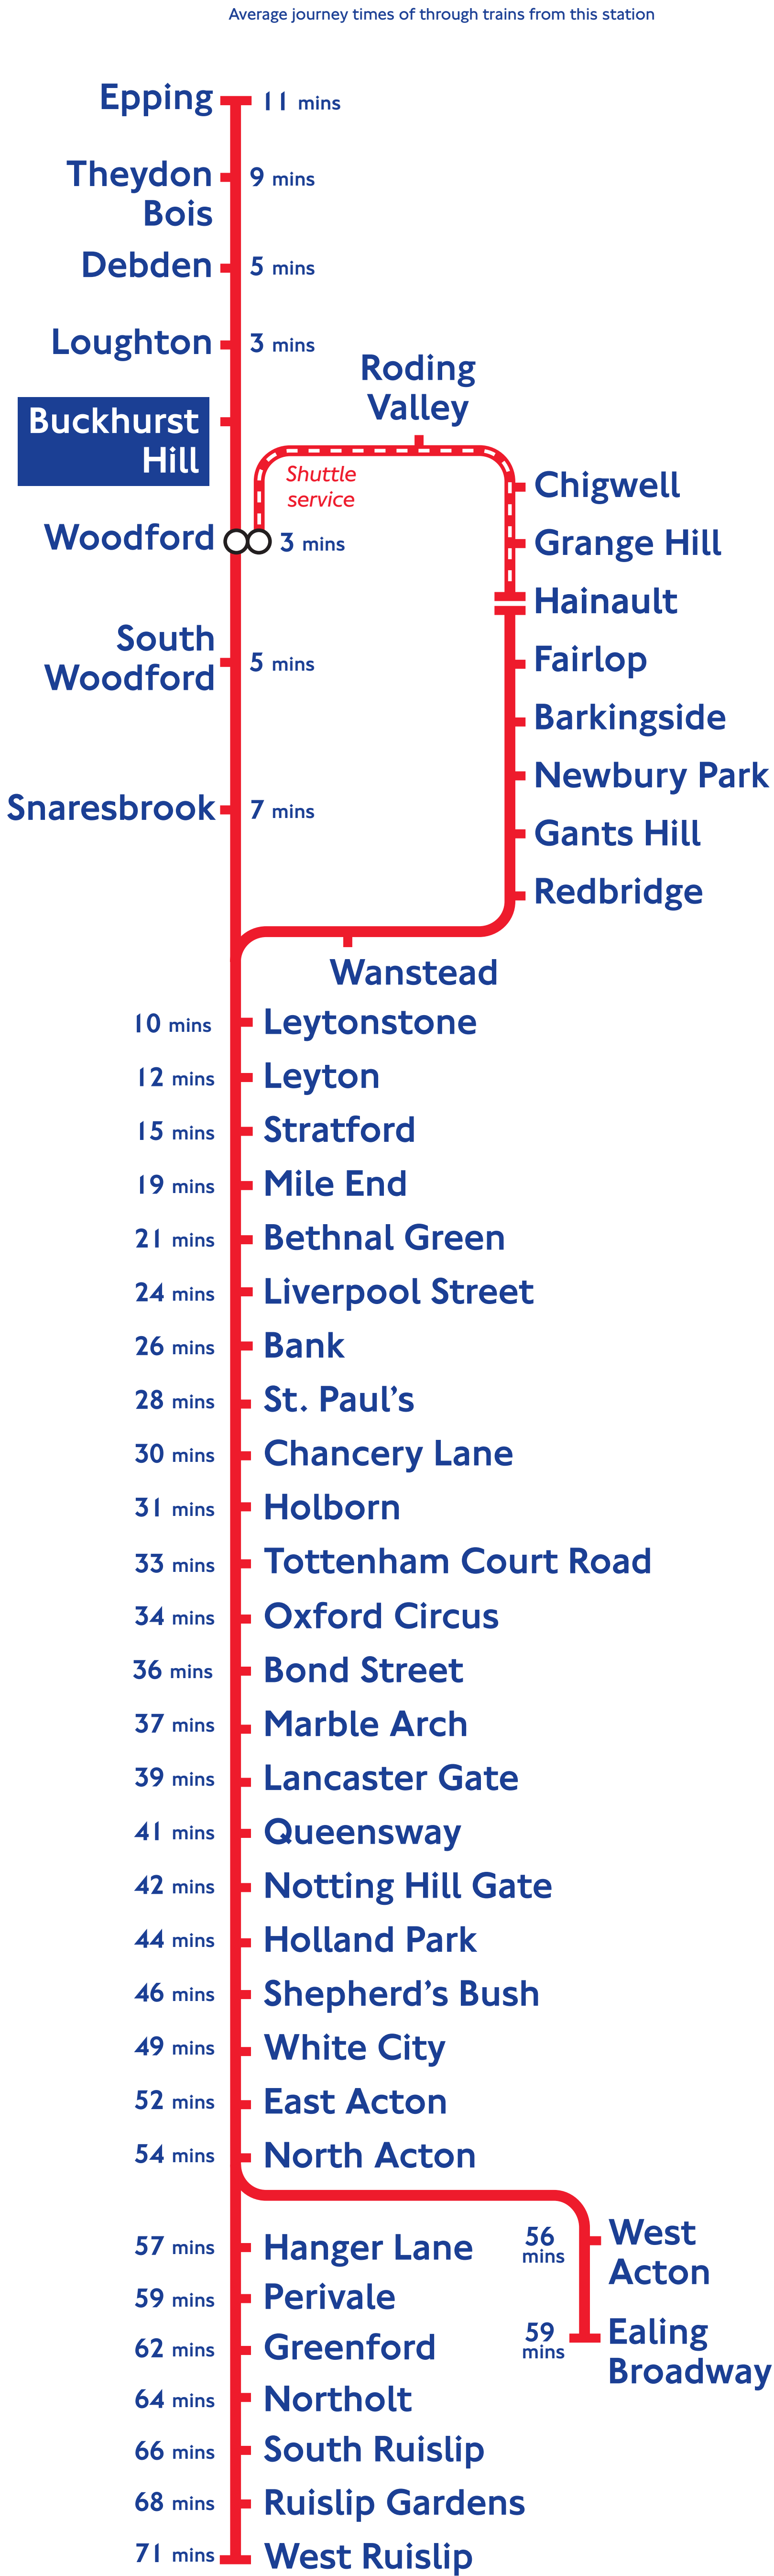 Average journey times of through trains from this station
Epping 11 mins
Theydon
Bois
9 mins
Debden 5 mins
Loughton 3 mins
Roding
Valley
Buckhurst
Hill
Shuttle
service
Chigwell
Woodford 3 mins
Grange Hill
Hainault
South
Woodford
5 mins
Fairlop
Barkingside
Newbury Park
Snaresbrook 7 mins
Gants Hill
Redbridge
Wanstead
10 mins Leytonstone
12 mins Leyton
15 mins Stratford
19 mins Mile End
21 mins Bethnal Green
24 mins Liverpool Street
26 mins Bank
28 mins St. Paul's
30 mins Chancery Lane
31 mins Holborn
33 mins Tottenham Court Road
34 mins Oxford Circus
36 mins Bond Street
37 mins Marble Arch
39 mins Lancaster Gate
41 mins Queensway
42 mins Notting Hill Gate
44 mins Holland Park
46 mins Shepherd's Bush
49 mins White City
52 mins East Acton
54 mins North Acton
56
mins
West
Acton
57 mins Hanger Lane
59 mins Perivale
59
mins
Ealing
Broadway
62 mins Greenford
64 mins Northolt
66 mins South Ruislip
68 mins Ruislip Gardens
71 mins West Ruislip